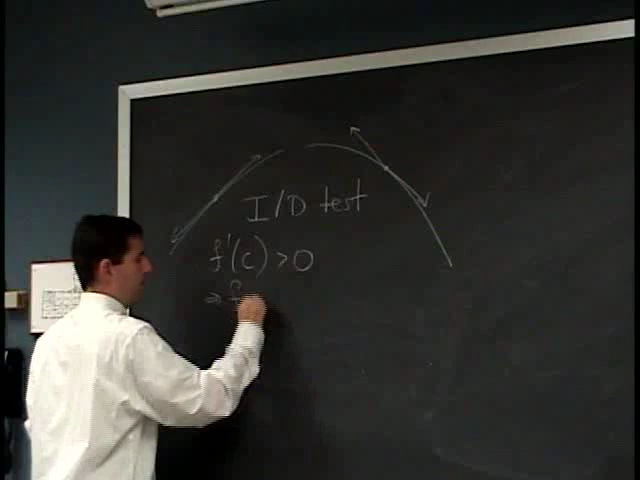 I/D test
f'(c) > 0
⇒ f